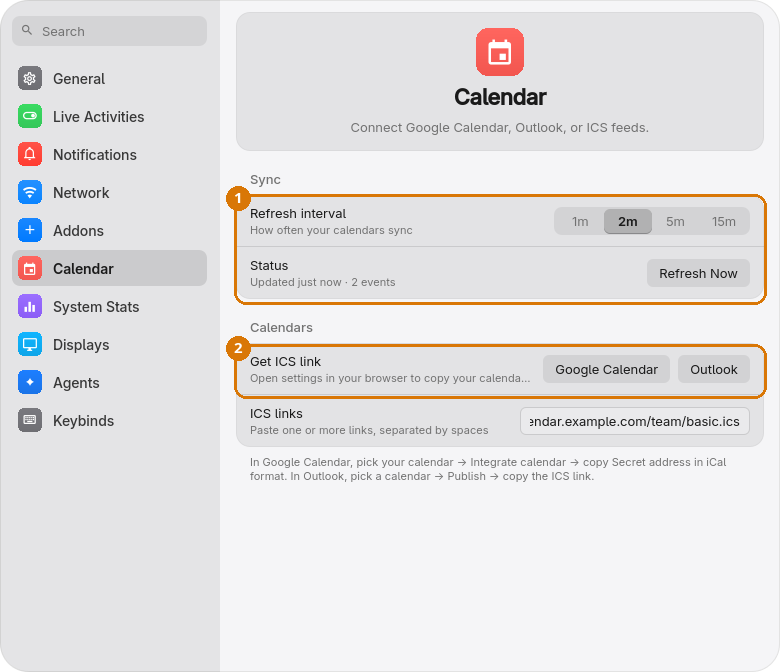 Search
General
Live Activities
Notifications
Network
Addons
Calendar
System Stats
Displays
Agents
Keybinds
Calendar
Connect Google Calendar, Outlook, or ICS feeds.
Sync
1
Refresh interval
How often your calendars sync
1m 2m 5m 15m
Status
Updated just now · 2 events
Refresh Now
Calendars
2
Get ICS link
Open settings in your browser to copy your calenda...
Google Calendar Outlook
ICS links
Paste one or more links, separated by spaces
endar.example.com/team/basic.ics
In Google Calendar, pick your calendar → Integrate calendar → copy Secret address in iCal
format. In Outlook, pick a calendar → Publish → copy the ICS link.